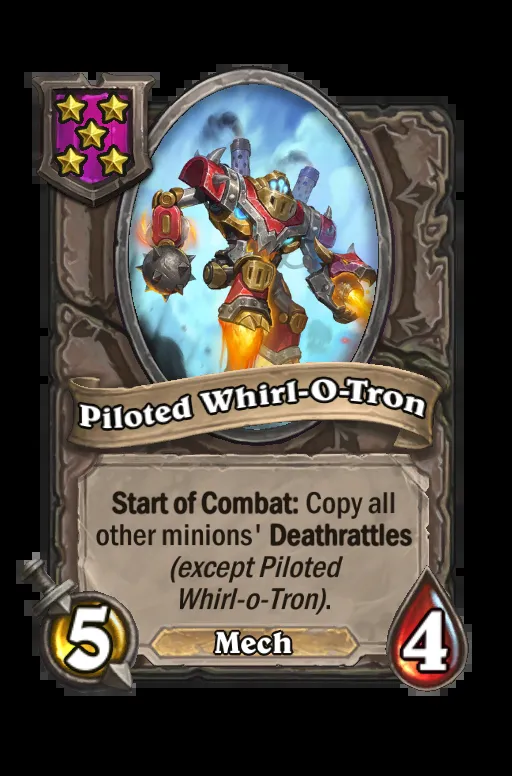 Piloted Whirl-O-Tron
Start of Combat: Copy all
other minions' Deathrattles
(except Piloted
Whirl-o-Tron).
5
Mech
4